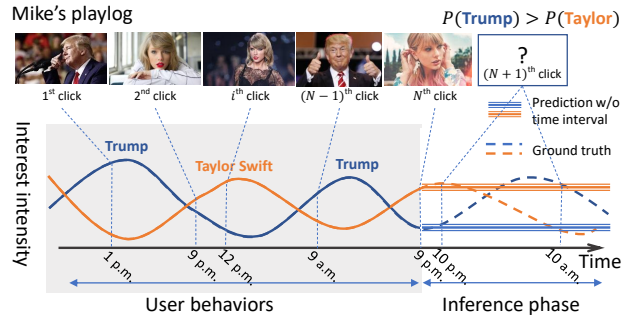 Mike's playlog
P(Trump) > P(Taylor)
1st click
2nd click
ith click
(N − 1)th click
Nth click
?
(N + 1)th click
Prediction w/o
time interval
Ground truth
Trump
Taylor Swift
Trump
Interest intensity
1 p.m.
9 p.m.
12 p.m.
9 a.m.
9 p.m.
10 p.m.
10 a.m.
Time
User behaviors
Inference phase